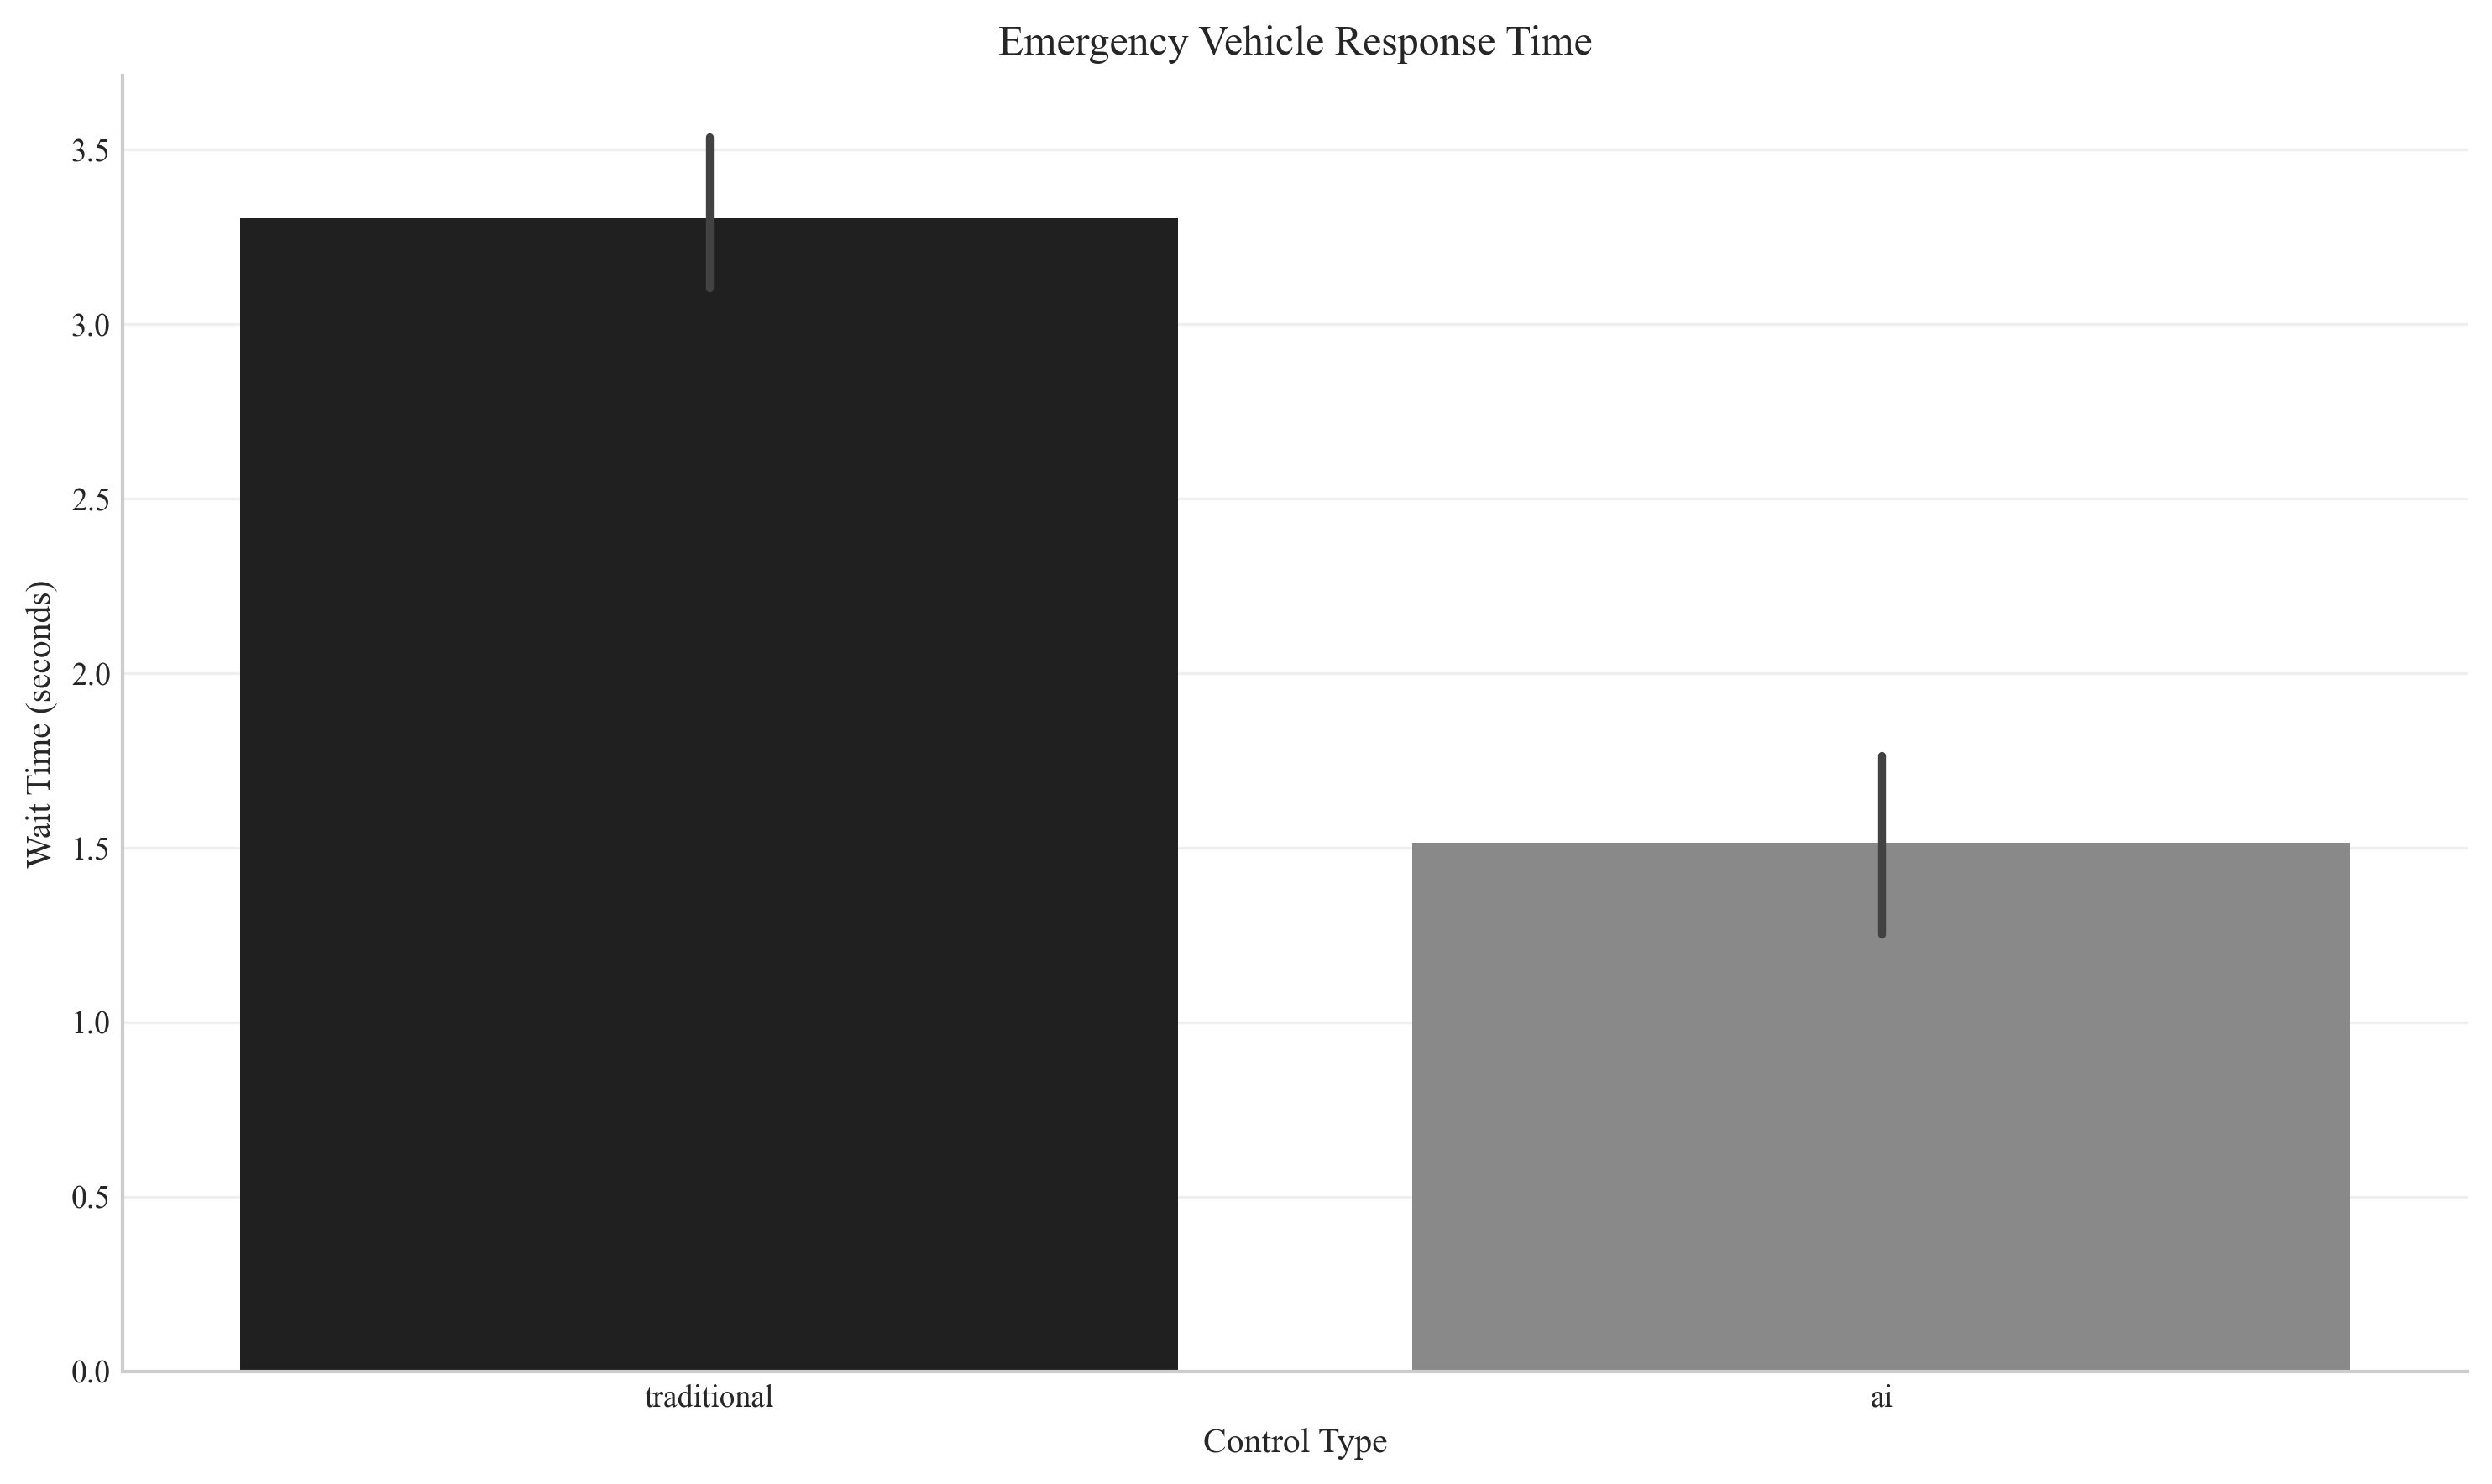 Emergency Vehicle Response Time
3.5
3.0
2.5
2.0
1.5
1.0
0.5
0.0
Wait Time (seconds)
traditional
ai
Control Type